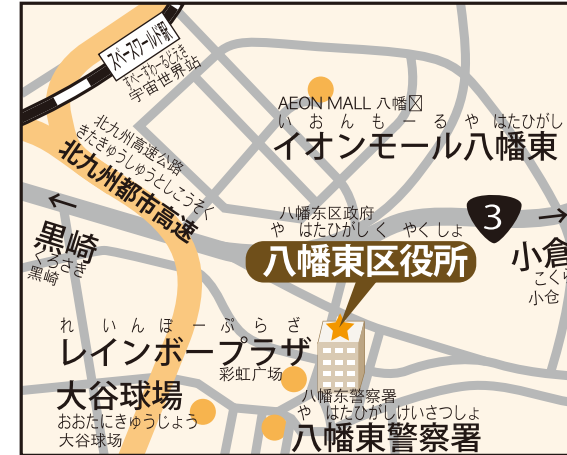 スペースワールド駅
すぺーすわーるどえき
宇宙世界站
北九州高速公路
きたきゅうしゅうとしこうそく
北九州都市高速
AEON MALL 八幡
いおんもーる やはたひがし
イオンモール八幡東
←
黒崎
くろさき
黑崎
八幡东区政府
やはたひがしく やくしょ
八幡東区役所
3
→
小倉
こくら
小仓
れいんぼーぷらざ
レインボープラザ
彩虹广场
大谷球場
おおたにきゅうじょう
大谷球场
八幡东警察署
やはたひがしけいさつしょ
八幡東警察署